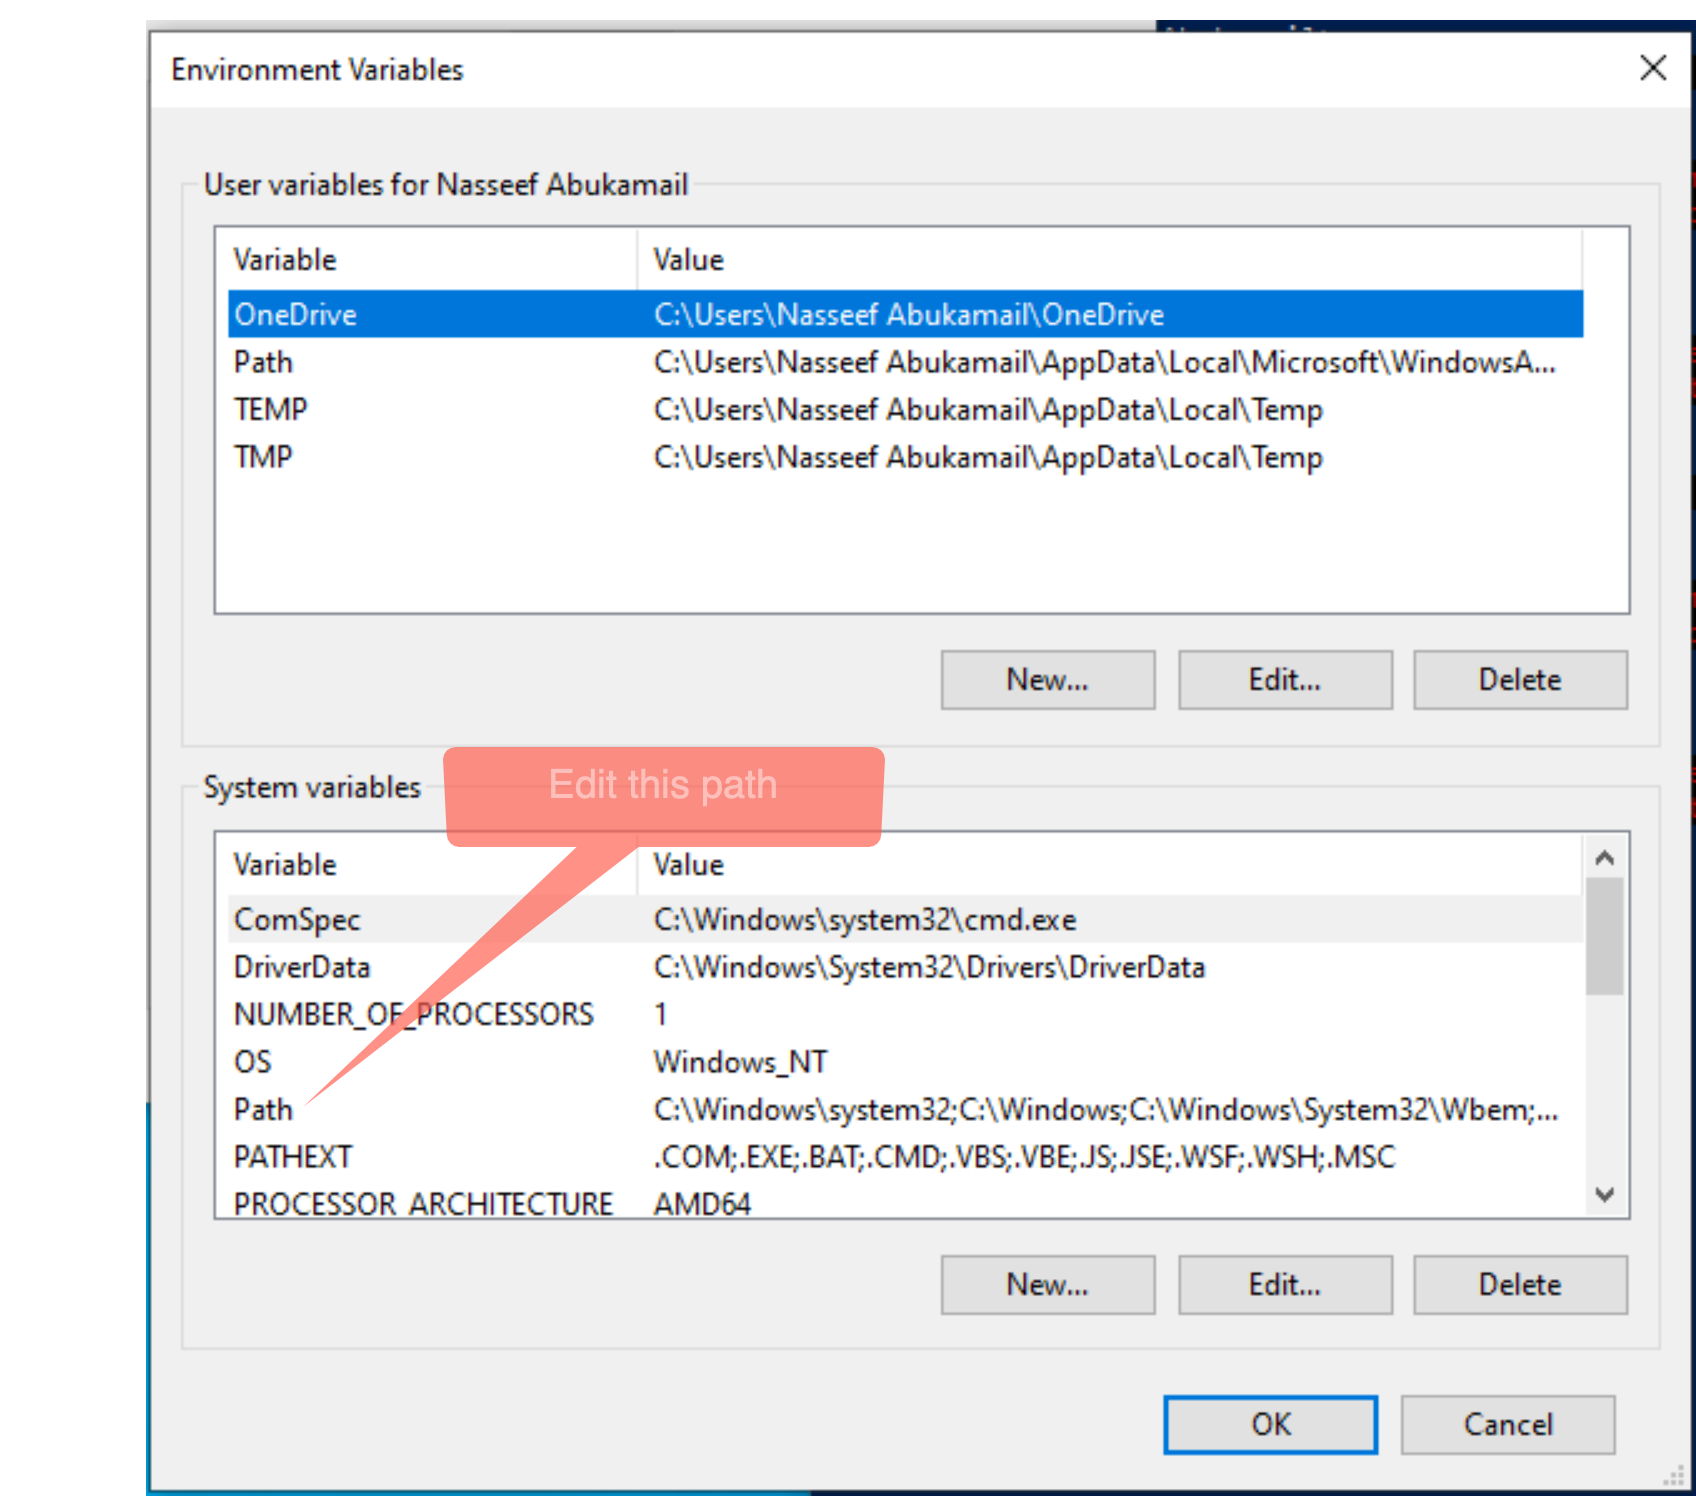 Environment Variables
User variables for Nasseef Abukamail
Variable Value
OneDrive C:\Users\Nasseef Abukamail\OneDrive
Path C:\Users\Nasseef Abukamail\AppData\Local\Microsoft\WindowsA...
TEMP C:\Users\Nasseef Abukamail\AppData\Local\Temp
TMP C:\Users\Nasseef Abukamail\AppData\Local\Temp
New... Edit... Delete
System variables
Edit this path
Variable Value
ComSpec C:\Windows\system32\cmd.exe
DriverData C:\Windows\System32\Drivers\DriverData
NUMBER_OF_PROCESSORS 1
OS Windows_NT
Path C:\Windows\system32;C:\Windows;C:\Windows\System32\Wbem;...
PATHEXT .COM;.EXE;.BAT;.CMD;.VBS;.VBE;.JS;.JSE;.WSF;.WSH;.MSC
PROCESSOR_ARCHITECTURE AMD64
New... Edit... Delete
OK Cancel